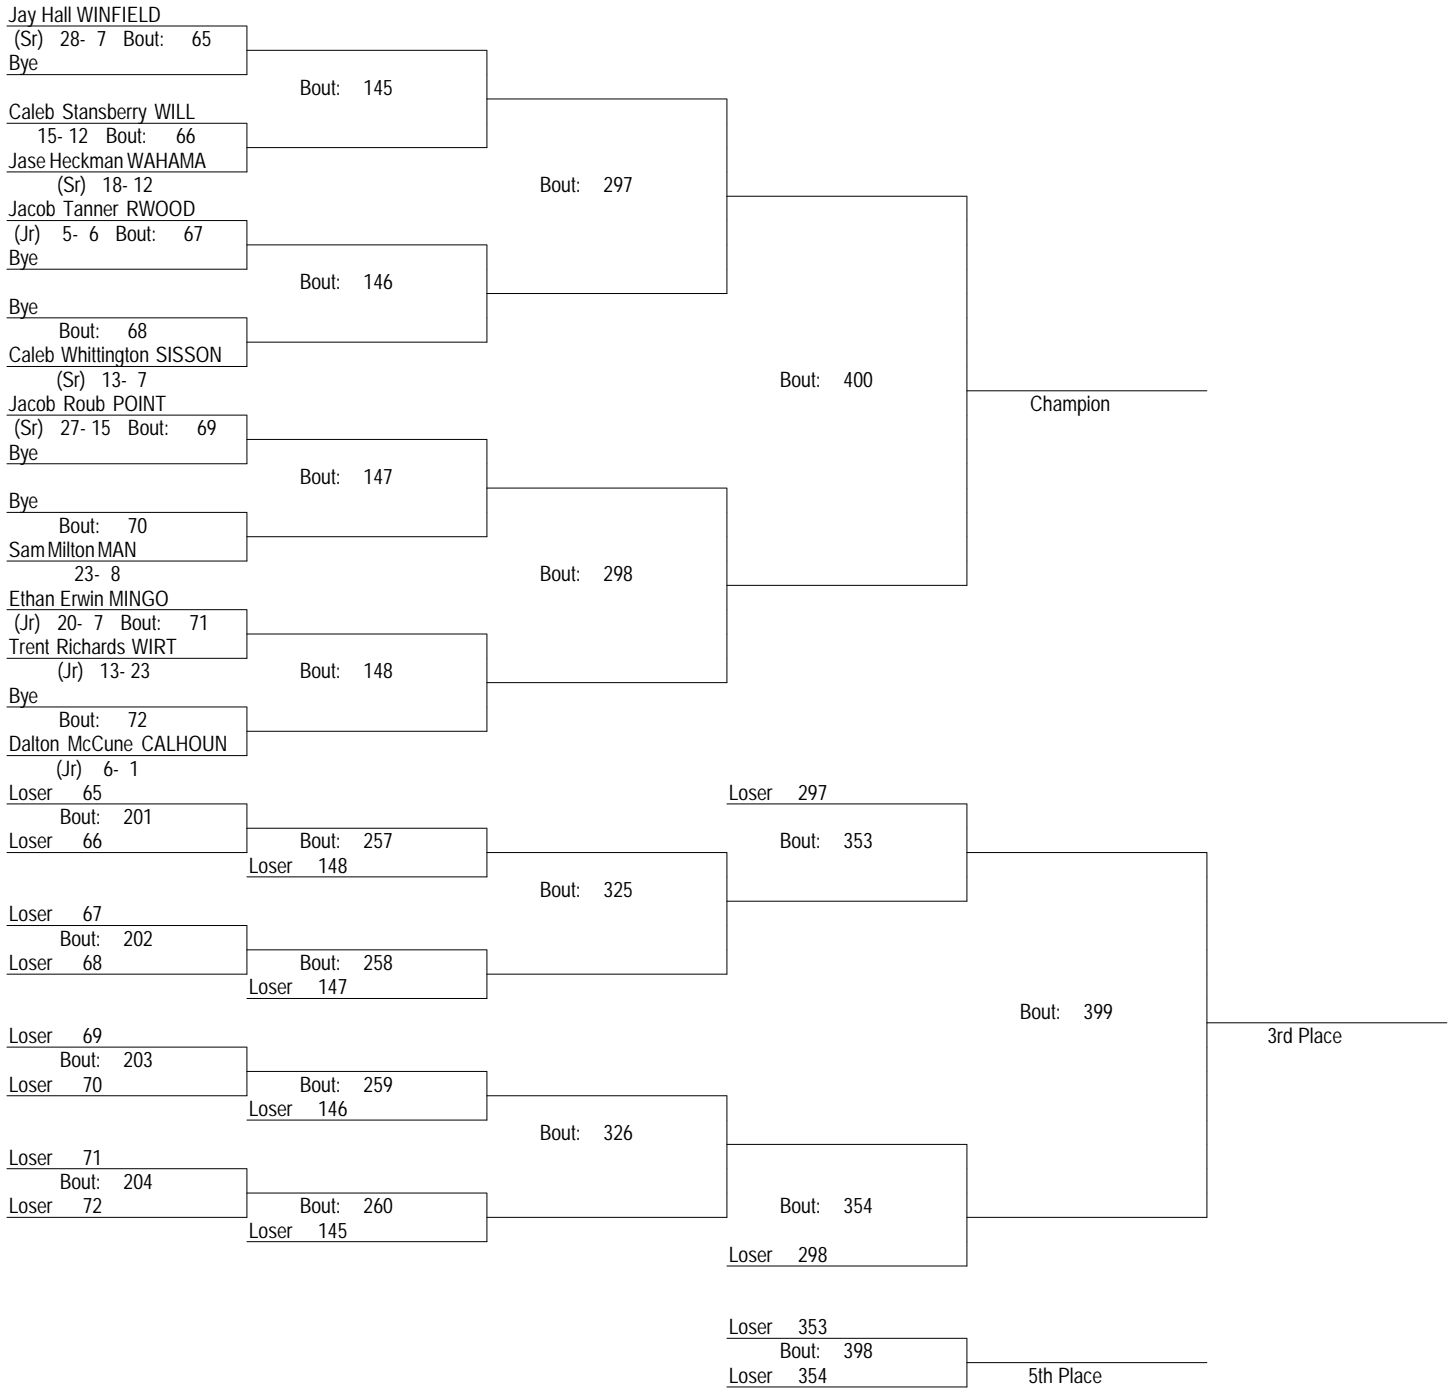 Jay Hall WINFIELD
(Sr) 28- 7 Bout: 65
Bye
Bout: 145
Caleb Stansberry WILL
15- 12 Bout: 66
Jase Heckman WAHAMA
(Sr) 18- 12
Bout: 297
Jacob Tanner RWOOD
(Jr) 5- 6 Bout: 67
Bye
Bout: 146
Bye
Bout: 68
Caleb Whittington SISSON
(Sr) 13- 7
Bout: 400
Jacob Roub POINT
Champion
(Sr) 27- 15 Bout: 69
Bye
Bout: 147
Bye
Bout: 70
Sam Milton MAN
23- 8
Bout: 298
Ethan Erwin MINGO
(Jr) 20- 7 Bout: 71
Trent Richards WIRT
(Jr) 13- 23
Bout: 148
Bye
Bout: 72
Dalton McCune CALHOUN
(Jr) 6- 1
Loser 65
Loser 297
Bout: 201
Loser 66
Bout: 257
Bout: 353
Loser 148
Bout: 325
Loser 67
Bout: 202
Loser 68
Bout: 258
Loser 147
Bout: 399
Loser 69
3rd Place
Bout: 203
Loser 70
Bout: 259
Loser 146
Bout: 326
Loser 71
Bout: 204
Loser 72
Bout: 260
Bout: 354
Loser 145
Loser 298
Loser 353
Bout: 398
Loser 354
5th Place